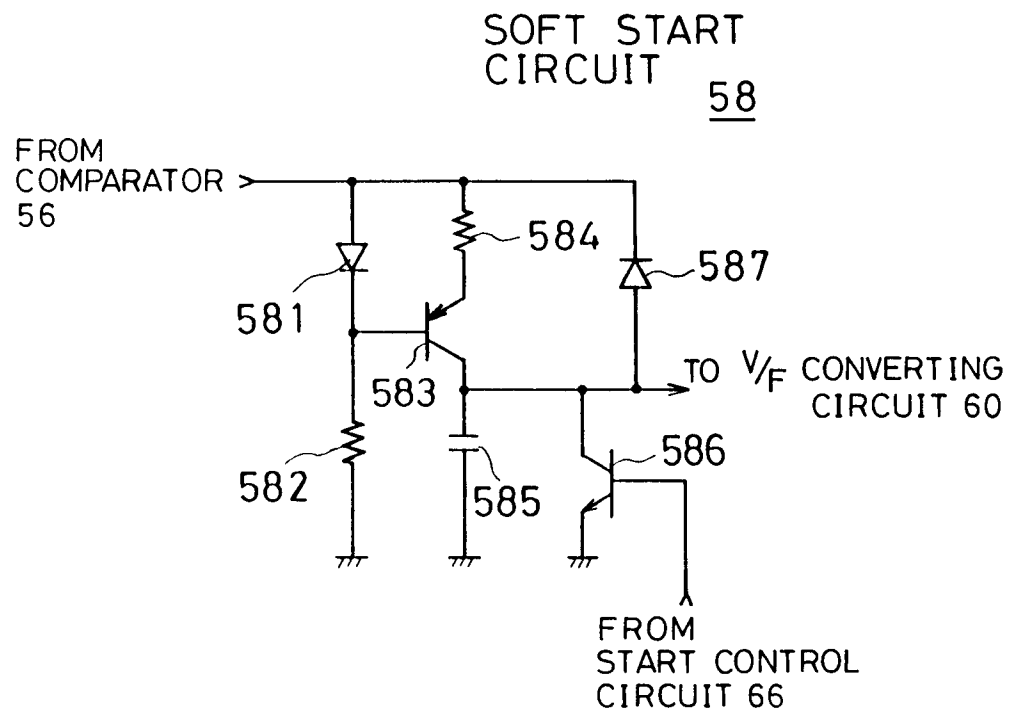 SOFT START
CIRCUIT
58
FROM
COMPARATOR
56
584
587
581
583
TO V/F CONVERTING
CIRCUIT 60
586
582
585
FROM
START CONTROL
CIRCUIT 66